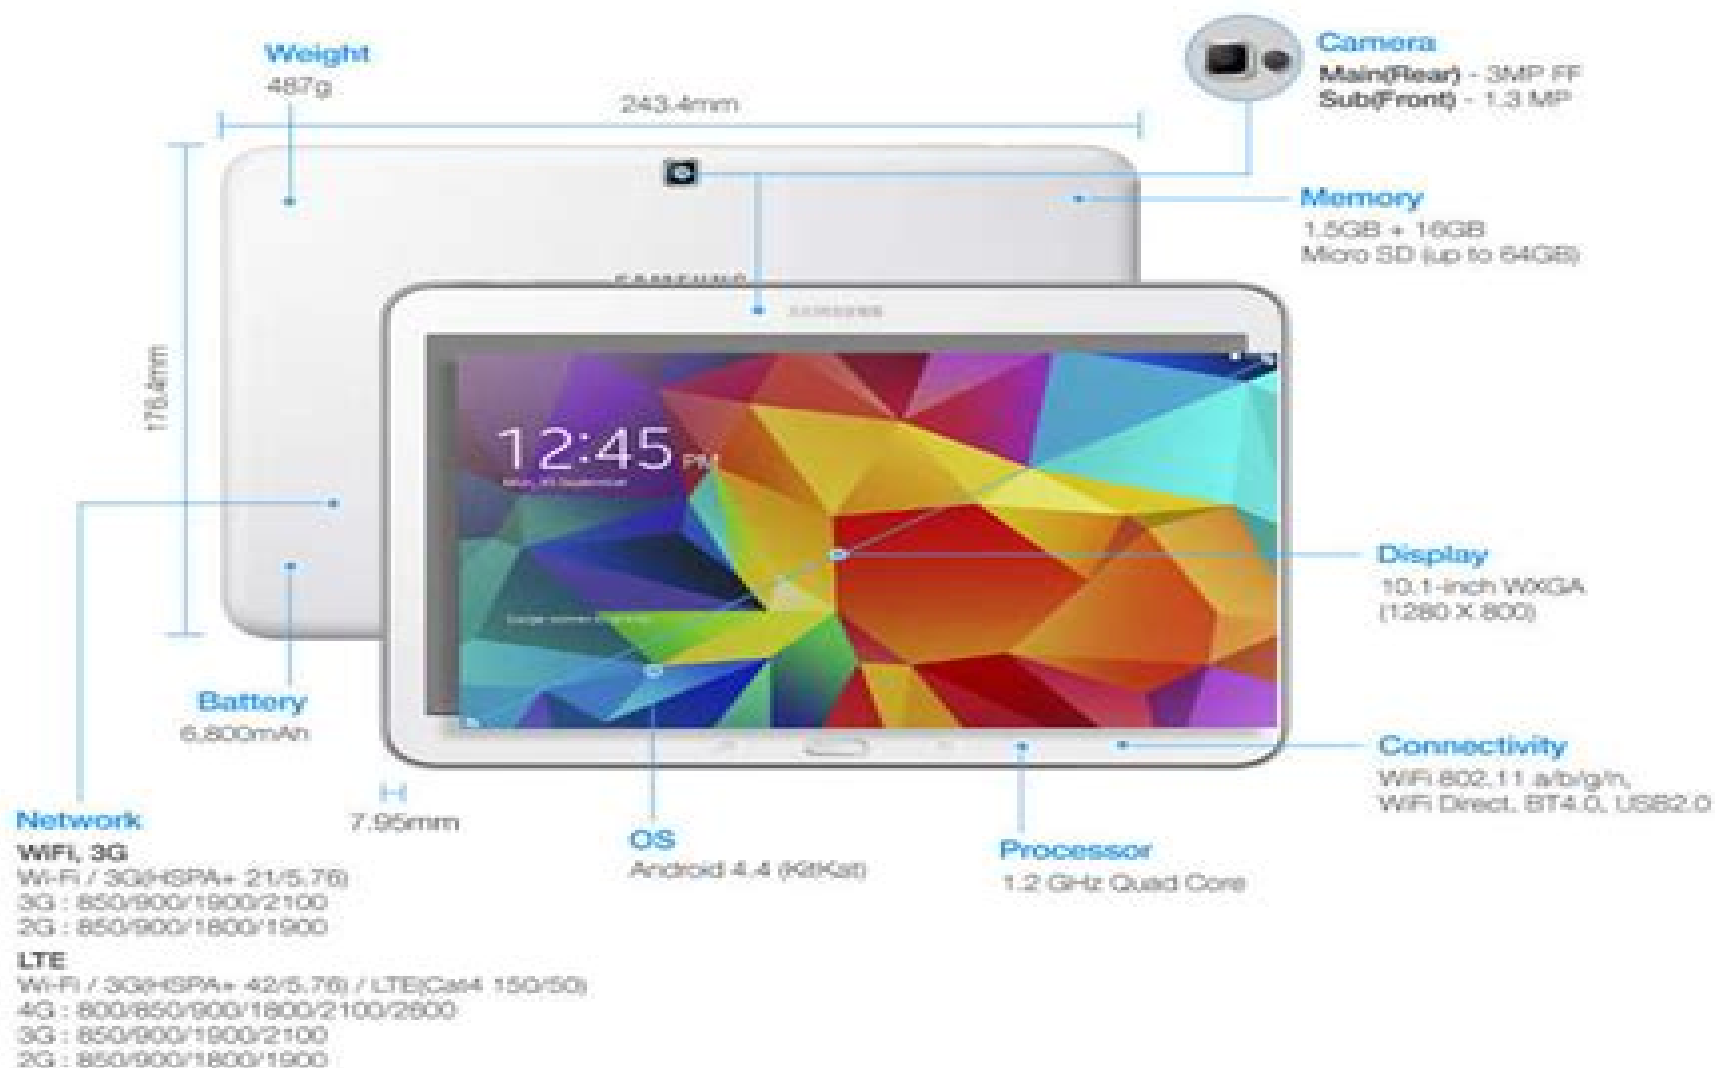 Weight
487g
243.4mm
Camera
Main(Rear) - 3MP FF
Sub(Front) - 1.3 MP
Memory
1.5GB + 16GB
Micro SD (up to 64GB)
176.4mm
SAMSUNG
SAMSUNG
12:45 PM
Display
10.1-inch WXGA
(1280 X 800)
Battery
6,800mAh
Connectivity
WiFi 802.11 a/b/g/n,
WiFi Direct, BT4.0, USB2.0
7.95mm
OS
Android 4.4 (KitKat)
Processor
1.2 GHz Quad Core
Network
WiFi, 3G
Wi-Fi / 3G(HSPA+ 21/5.76)
3G : 850/900/1900/2100
2G : 850/900/1800/1900
LTE
Wi-Fi / 3G(HSPA+ 42/5.76) / LTE(Cat4 150/50)
4G : 800/850/900/1800/2100/2600
3G : 850/900/1900/2100
2G : 850/900/1800/1900